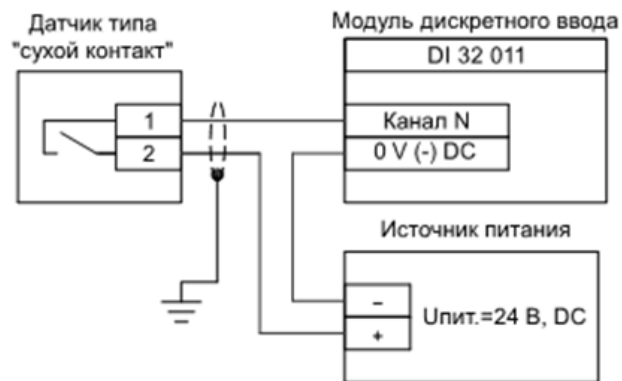 Датчик типа
"сухой контакт"
1
2
Модуль дискретного ввода
DI 32 011
Канал N
0 V (-) DC
Источник питания
−
+
Uпит.=24 В, DC